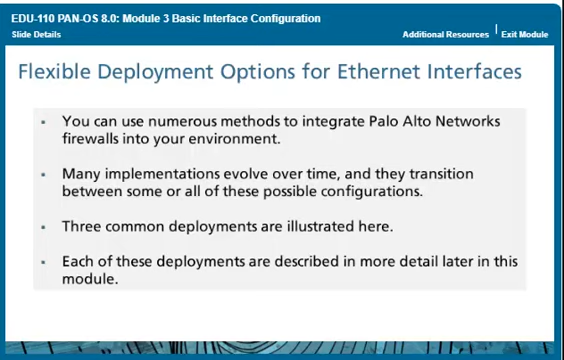 EDU-110 PAN-OS 8.0: Module 3 Basic Interface Configuration
Slide Details
Additional Resources | Exit Module
Flexible Deployment Options for Ethernet Interfaces
▪ You can use numerous methods to integrate Palo Alto Networks
firewalls into your environment.
▪ Many implementations evolve over time, and they transition
between some or all of these possible configurations.
▪ Three common deployments are illustrated here.
▪ Each of these deployments are described in more detail later in this
module.